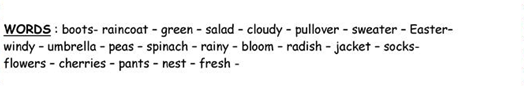 WORDS : boots- raincoat – green – salad – cloudy – pullover – sweater – Easter–
windy – umbrella – peas – spinach – rainy – bloom – radish – jacket – socks-
flowers – cherries – pants – nest – fresh -